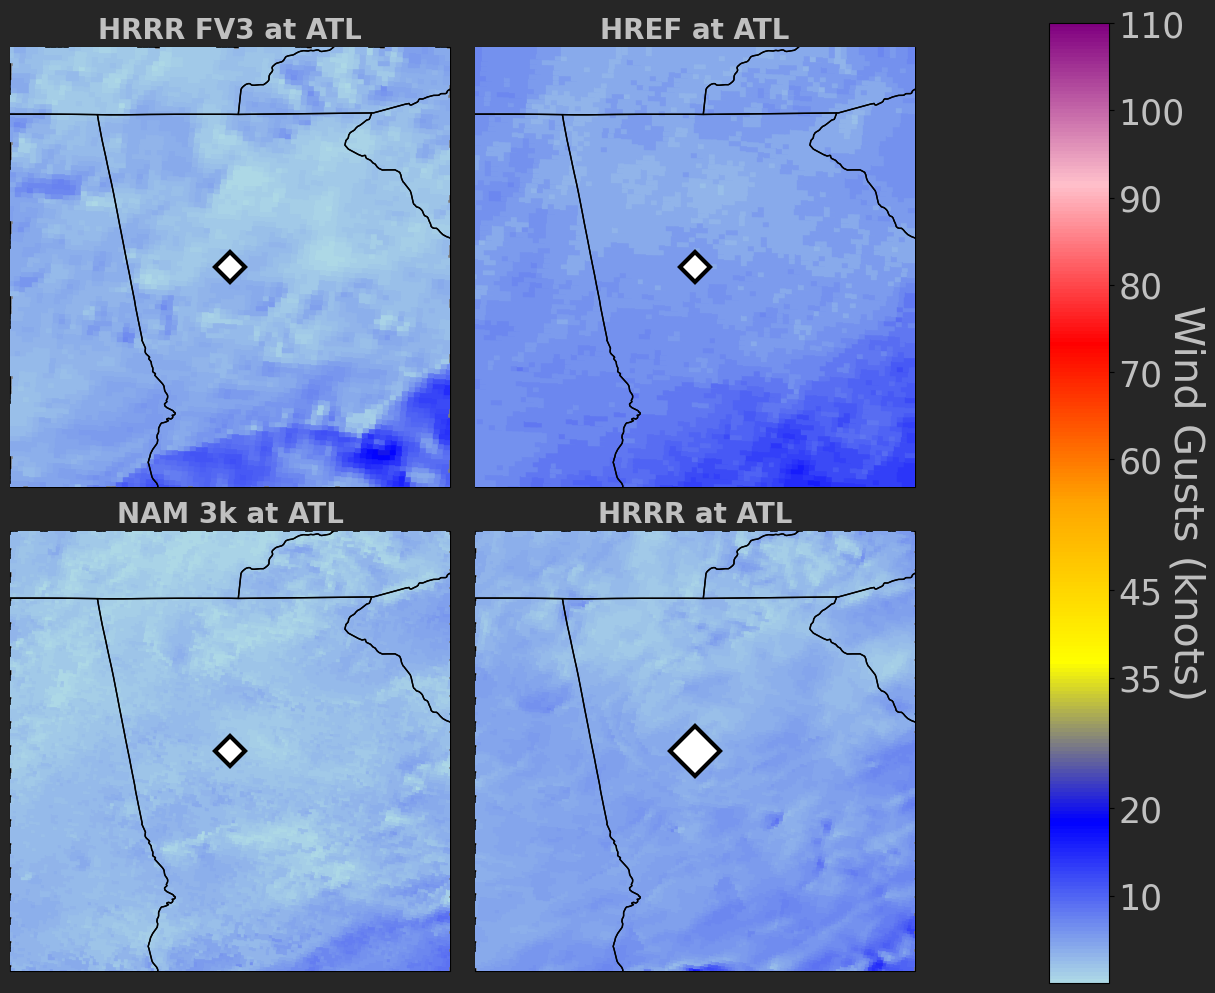 HRRR FV3 at ATL
HREF at ATL
NAM 3k at ATL
HRRR at ATL
110
100
90
80
70
60
45
35
20
10
Wind Gusts (knots)